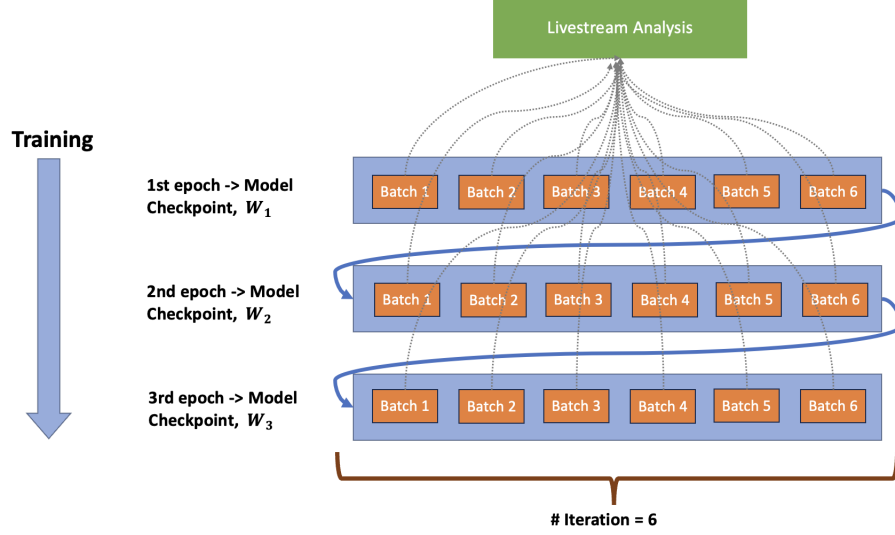 Livestream Analysis
Training
1st epoch -> Model
Checkpoint, W₁
Batch 1 Batch 2 Batch 3 Batch 4 Batch 5 Batch 6
2nd epoch -> Model
Checkpoint, W₂
Batch 1 Batch 2 Batch 3 Batch 4 Batch 5 Batch 6
3rd epoch -> Model
Checkpoint, W₃
Batch 1 Batch 2 Batch 3 Batch 4 Batch 5 Batch 6
# Iteration = 6